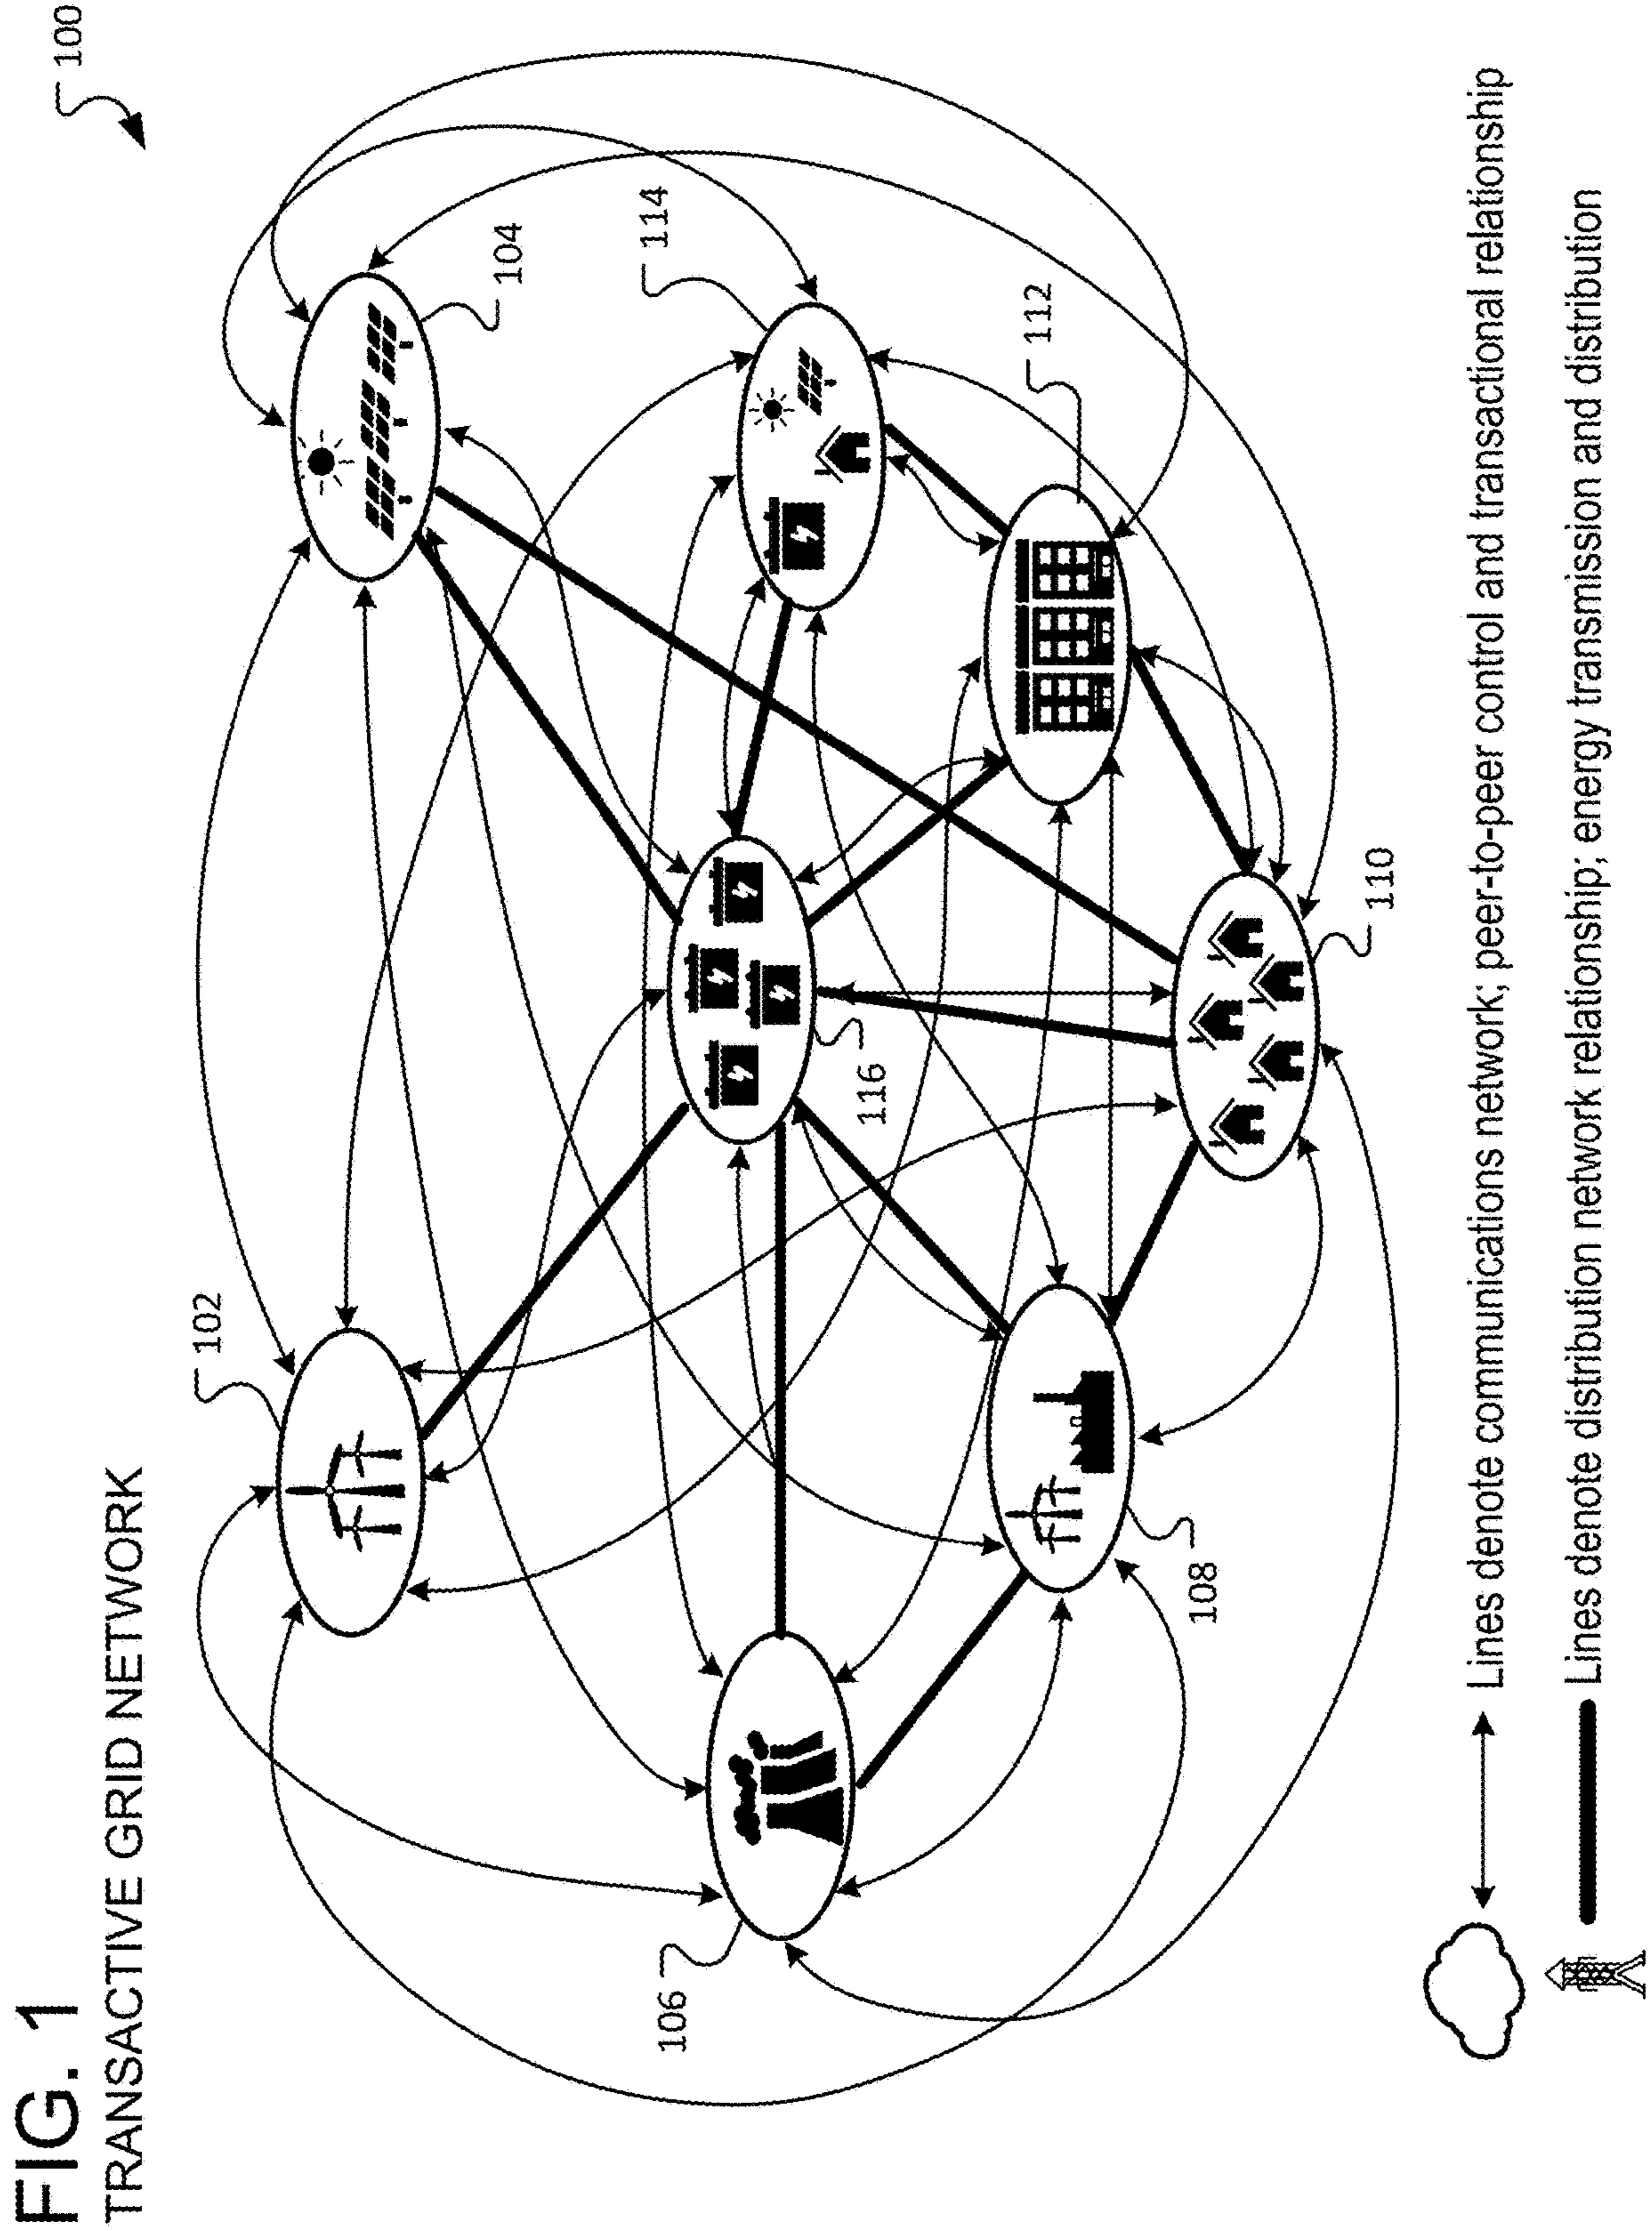 FIG. 1
TRANSACTIVE GRID NETWORK
100
102
104
114
106
116
112
108
110
Lines denote communications network; peer-to-peer control and transactional relationship
Lines denote distribution network relationship; energy transmission and distribution